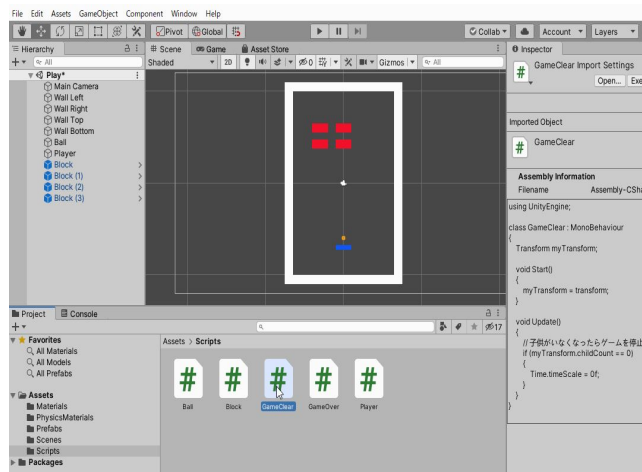 File Edit Assets GameObject Component Window Help
Pivot Global Collab Account Layers
Hierarchy
All
Play*
Main Camera
Wall Left
Wall Right
Wall Top
Wall Bottom
Ball
Player
Block
Block (1)
Block (2)
Block (3)
Scene Game Asset Store
Shaded 2D 0 Gizmos All
Project Console
17
Favorites
All Materials
All Models
All Prefabs
Assets
Materials
PhysicsMaterials
Prefabs
Scenes
Scripts
Packages
Assets > Scripts
Ball Block GameClear GameOver Player
Inspector
GameClear Import Settings
Open... Exe
Imported Object
GameClear
Assembly Information
Filename Assembly-CSha
using UnityEngine;
class GameClear : MonoBehaviour
{
Transform myTransform;
void Start()
{
myTransform = transform;
}
void Update()
{
// 子供がいなくなったらゲームを停止
if (myTransform.childCount == 0)
{
Time.timeScale = 0f;
}
}
}